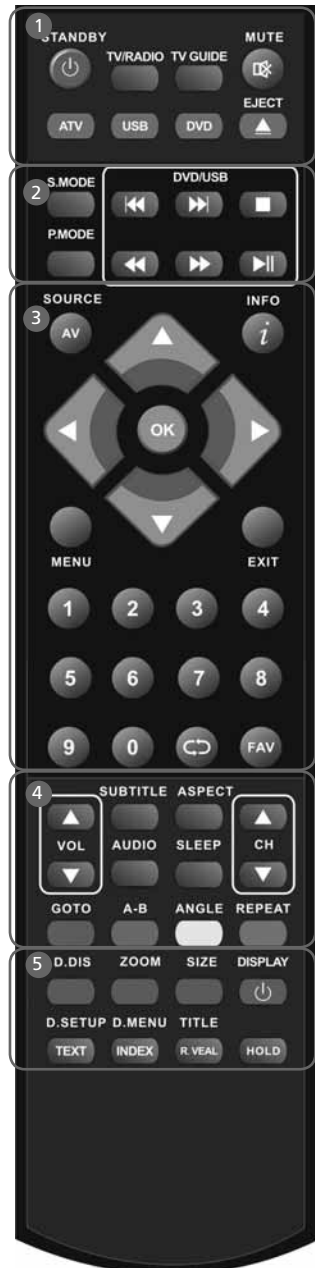 1
STANDBY MUTE
TV/RADIO TV GUIDE
EJECT
ATV USB DVD
2 S.MODE DVD/USB
P.MODE
SOURCE INFO
3 AV i
OK
MENU EXIT
1 2 3 4
5 6 7 8
9 0 FAV
4 SUBTITLE ASPECT
VOL AUDIO SLEEP CH
GOTO A-B ANGLE REPEAT
5 D.DIS ZOOM SIZE DISPLAY
D.SETUP D.MENU TITLE
TEXT INDEX R.VEAL HOLD